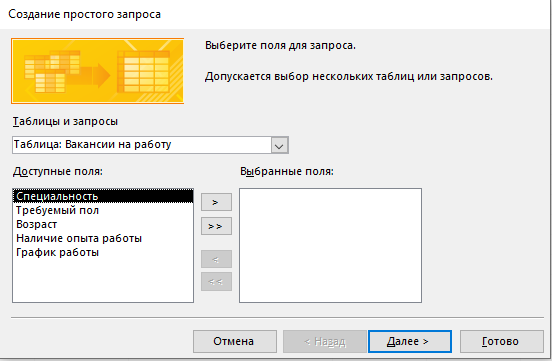 Создание простого запроса
Выберите поля для запроса.
Допускается выбор нескольких таблиц или запросов.
Таблицы и запросы
Таблица: Вакансии на работу
Доступные поля:
Выбранные поля:
Специальность
Требуемый пол
Возраст
Наличие опыта работы
График работы
>
>>
<
<<
Отмена
< Назад
Далее >
Готово